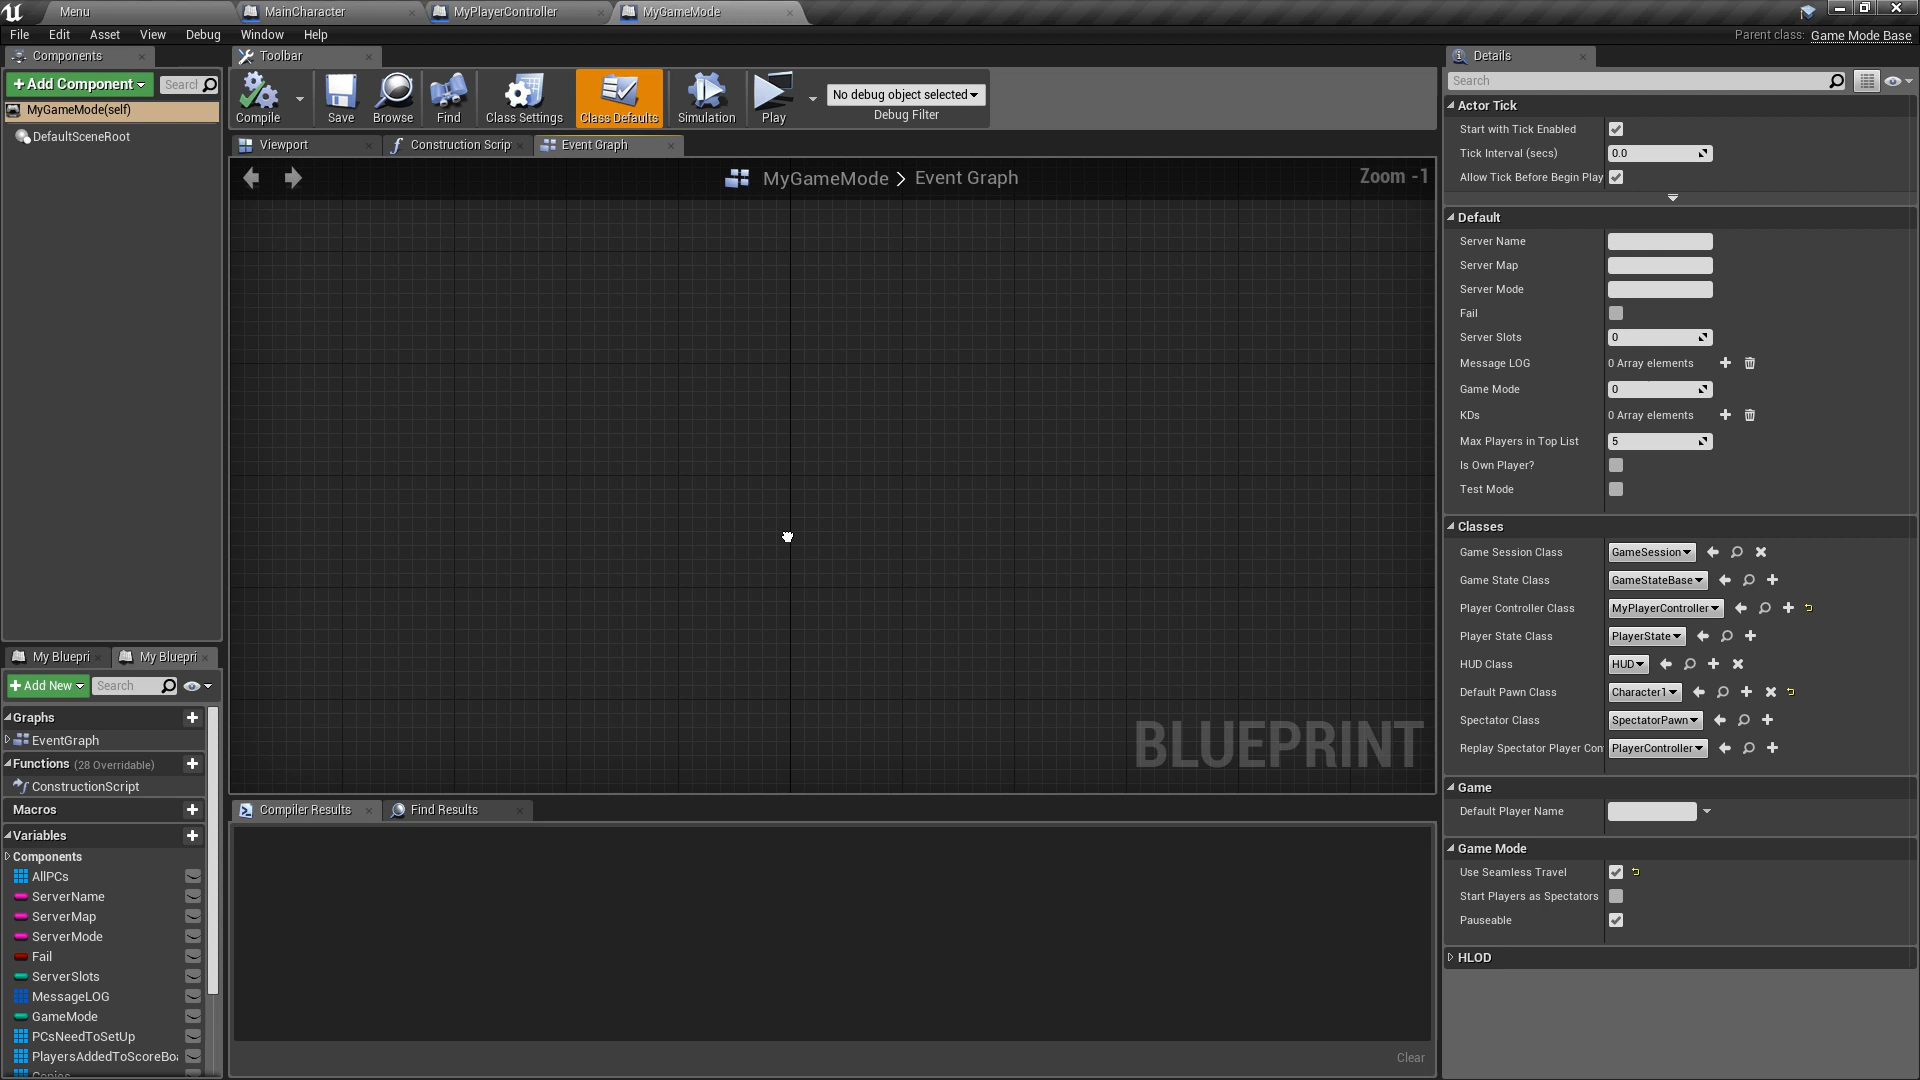 Menu
MainCharacter
MyPlayerController
MyGameMode
File Edit Asset View Debug Window Help
Parent class: Game Mode Base
Components
+Add Component
Search
MyGameMode(self)
DefaultSceneRoot
Toolbar
Compile
Save
Browse
Find
Class Settings
Class Defaults
Simulation
Play
No debug object selected
Debug Filter
Viewport
Construction Scrip
Event Graph
MyGameMode > Event Graph
Zoom -1
BLUEPRINT
My Bluepri
My Bluepri
+Add New
Search
Graphs
EventGraph
Functions (28 Overridable)
ConstructionScript
Macros
Variables
Components
AllPCs
ServerName
ServerMap
ServerMode
Fail
ServerSlots
MessageLOG
GameMode
PCsNeedToSetUp
PlayersAddedToScoreBo
Compiler Results
Find Results
Clear
Details
Search
Actor Tick
Start with Tick Enabled
Tick Interval (secs) 0.0
Allow Tick Before Begin Play
Default
Server Name
Server Map
Server Mode
Fail
Server Slots 0
Message LOG 0 Array elements
Game Mode 0
KDs 0 Array elements
Max Players in Top List 5
Is Own Player?
Test Mode
Classes
Game Session Class GameSession
Game State Class GameStateBase
Player Controller Class MyPlayerController
Player State Class PlayerState
HUD Class HUD
Default Pawn Class Character1
Spectator Class SpectatorPawn
Replay Spectator Player Con PlayerController
Game
Default Player Name
Game Mode
Use Seamless Travel
Start Players as Spectators
Pauseable
HLOD